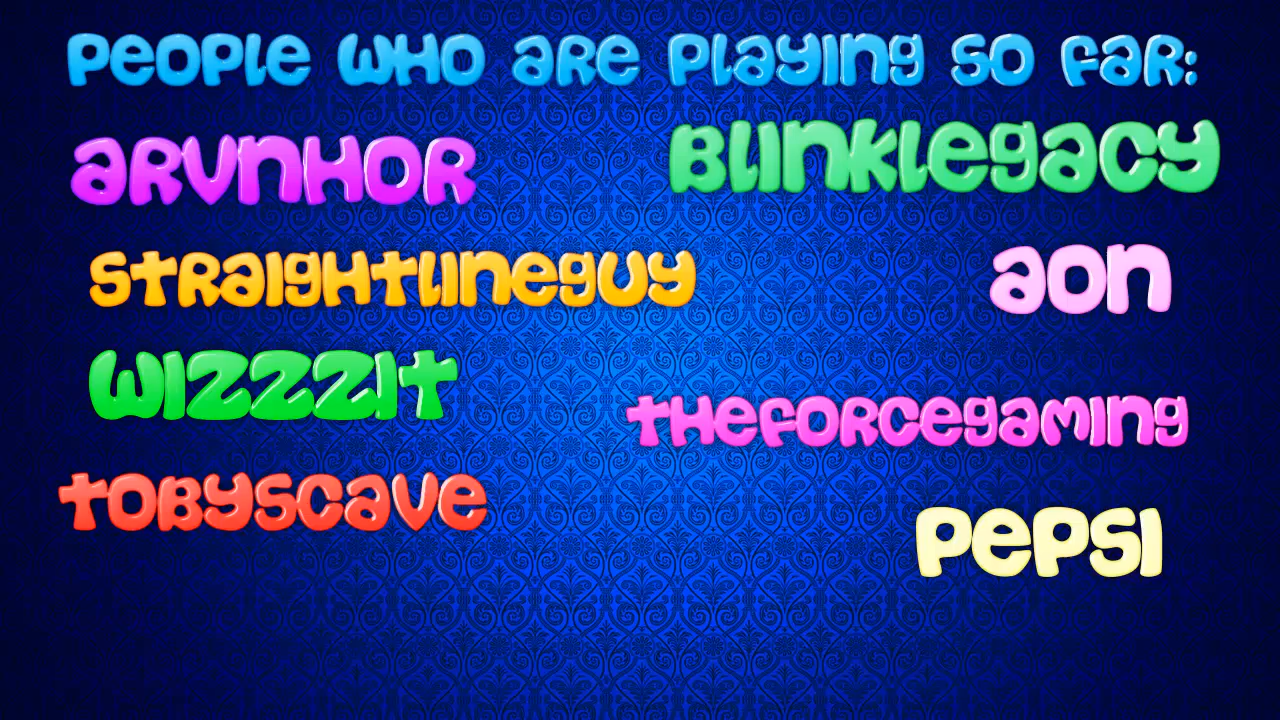 PeOPle WHO aRe Playing SO FaR:
aRvnHOR
Blinklegacy
StRaightlineguy
aon
Wizzzit
theFORcegaming
tOBySCave
PePSi